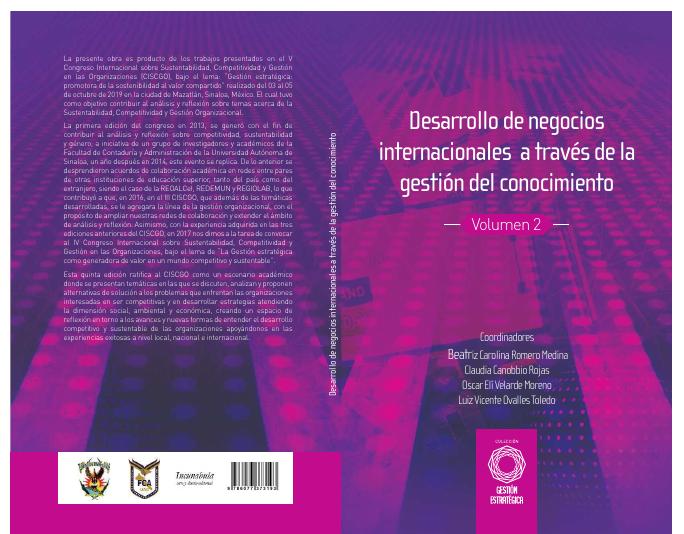 La presente obra es producto de los trabajos presentados en el V
Congreso Internacional sobre Sustentabilidad, Competitividad y Gestión
en las Organizaciones (CISCGO), bajo el lema: "Gestión estratégica:
promotora de la sostenibilidad al valor compartido" realizado del 03 al 05
de octubre de 2019 en la ciudad de Mazatlán, Sinaloa, México. El cual tuvo
como objetivo contribuir al análisis y reflexión sobre temas acerca de la
Sustentabilidad, Competitividad y Gestión Organizacional.
La primera edición del congreso en 2013, se generó con el fin de
contribuir al análisis y reflexión sobre competitividad, sustentabilidad
y género; a iniciativa de un grupo de investigadores y académicos de la
Facultad de Contaduría y Administración de la Universidad Autónoma de
Sinaloa, un año después en 2014, este evento se replica. De lo anterior se
desprendieron acuerdos de colaboración académica en redes entre pares
de otras instituciones de educación superior, tanto del país como del
extranjero, siendo el caso de la REOALCeI, REDEMUN y REGIOLAB, lo que
contribuyó a que, en 2016, en el III CISCGO, que además de las temáticas
desarrolladas, se le agregara la línea de la gestión organizacional, con el
propósito de ampliar nuestras redes de colaboración y extender el ámbito
de análisis y reflexión. Asimismo, con la experiencia adquirida en las tres
ediciones anteriores del CISCGO, en 2017 nos dimos a la tarea de convocar
al IV Congreso Internacional sobre Sustentabilidad, Competitividad y
Gestión en las Organizaciones, bajo el lema de "La Gestión estratégica
como generadora de valor en un mundo competitivo y sustentable".
Esta quinta edición ratifica al CISCGO como un escenario académico
donde se presentan temáticas en las que se discuten, analizan y proponen
alternativas de solución a los problemas que enfrentan las organizaciones
interesadas en ser competitivas y en desarrollar estrategias atendiendo
la dimensión social, ambiental y económica, creando un espacio de
reflexión en torno a los avances y nuevas formas de entender el desarrollo
competitivo y sustentable de las organizaciones apoyándonos en las
experiencias exitosas a nivel local, nacional e internacional.
FCA
Incunabula
9 786077 373193
Desarrollo de negocios internacionales a través de la gestión del conocimiento
Desarrollo de negocios
internacionales a través de la
gestión del conocimiento
Volumen 2
Coordinadores
Beatriz Carolina Romero Medina
Claudia Canobbio Rojas
Oscar Elí Velarde Moreno
Luiz Vicente Ovalles Toledo
COLECCIÓN
GESTIÓN
ESTRATÉGICA